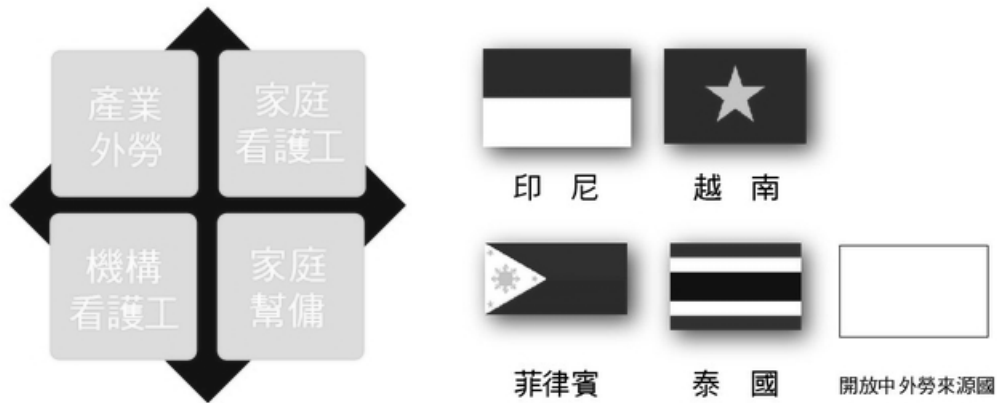 產業
外勞
家庭
看護工
機構
看護工
家庭
幫傭
印 尼
越 南
菲律賓
泰 國
開放中外勞來源國